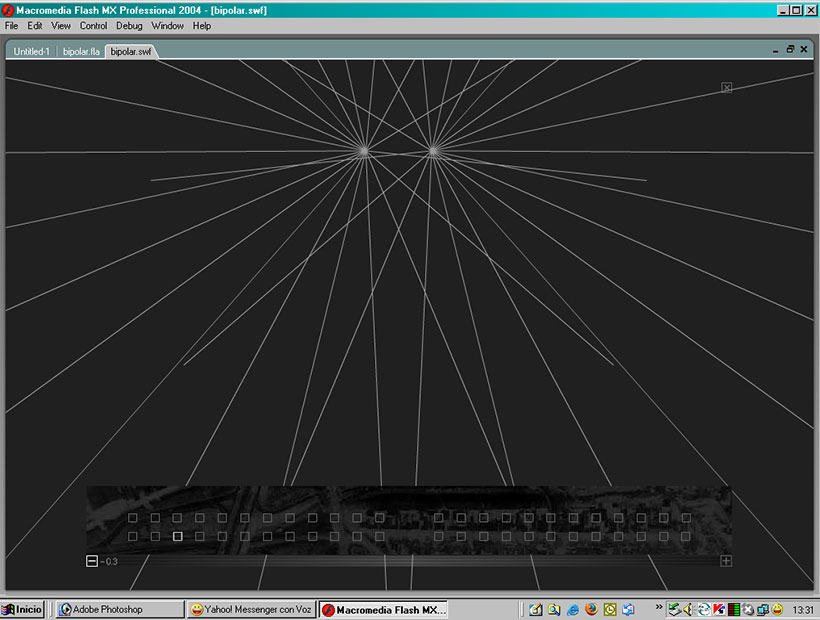 Macromedia Flash MX Professional 2004 - [bipolar.swf]
File Edit View Control Debug Window Help
Untitled-1 bipolar.fla bipolar.swf
-0.3
Inicio Adobe Photoshop Yahoo! Messenger con Voz Macromedia Flash MX... 13:31